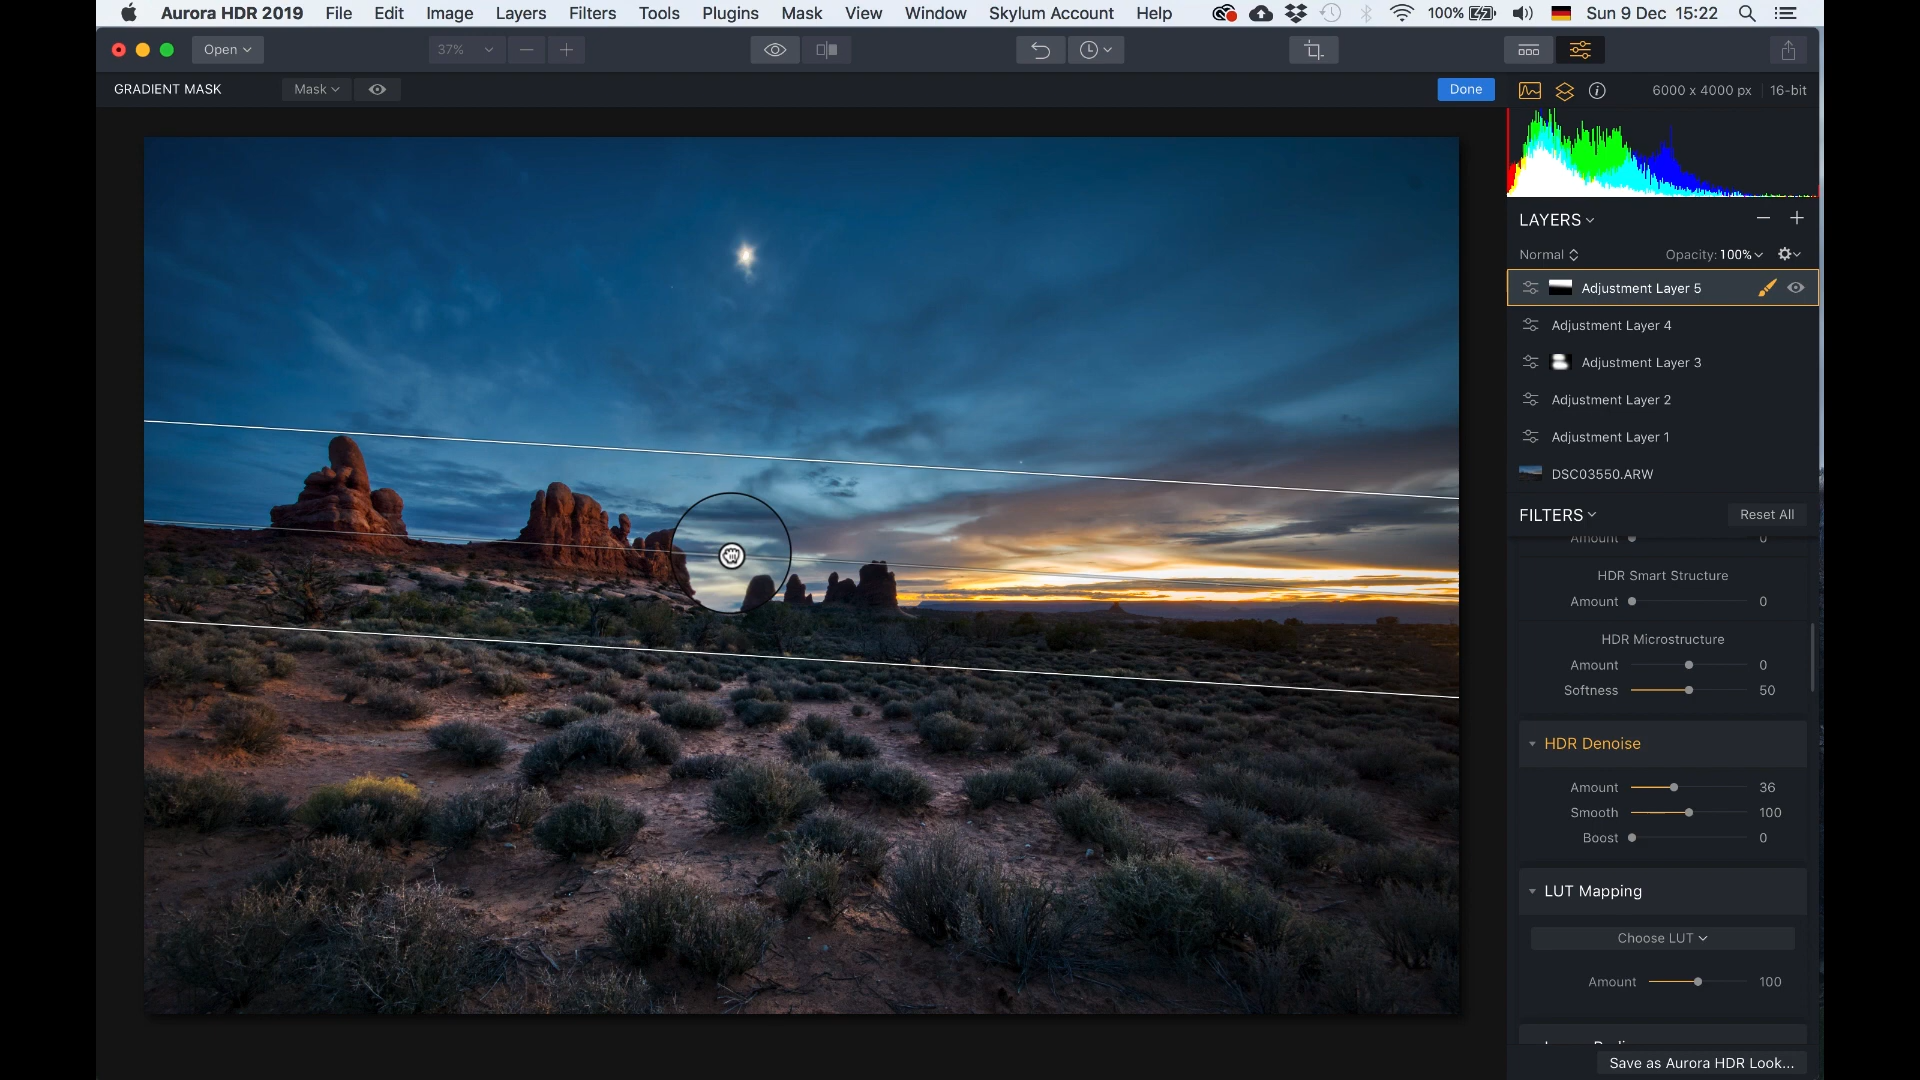 Aurora HDR 2019 File Edit Image Layers Filters Tools Plugins Mask View Window Skylum Account Help 100% Sun 9 Dec 15:22
Open 37%
GRADIENT MASK Mask Done 6000 x 4000 px 16-bit
LAYERS
Normal Opacity: 100%
Adjustment Layer 5
Adjustment Layer 4
Adjustment Layer 3
Adjustment Layer 2
Adjustment Layer 1
DSC03550.ARW
FILTERS Reset All
Amount 0
HDR Smart Structure
Amount 0
HDR Microstructure
Amount 0
Softness 50
HDR Denoise
Amount 36
Smooth 100
Boost 0
LUT Mapping
Choose LUT
Amount 100
Save as Aurora HDR Look...